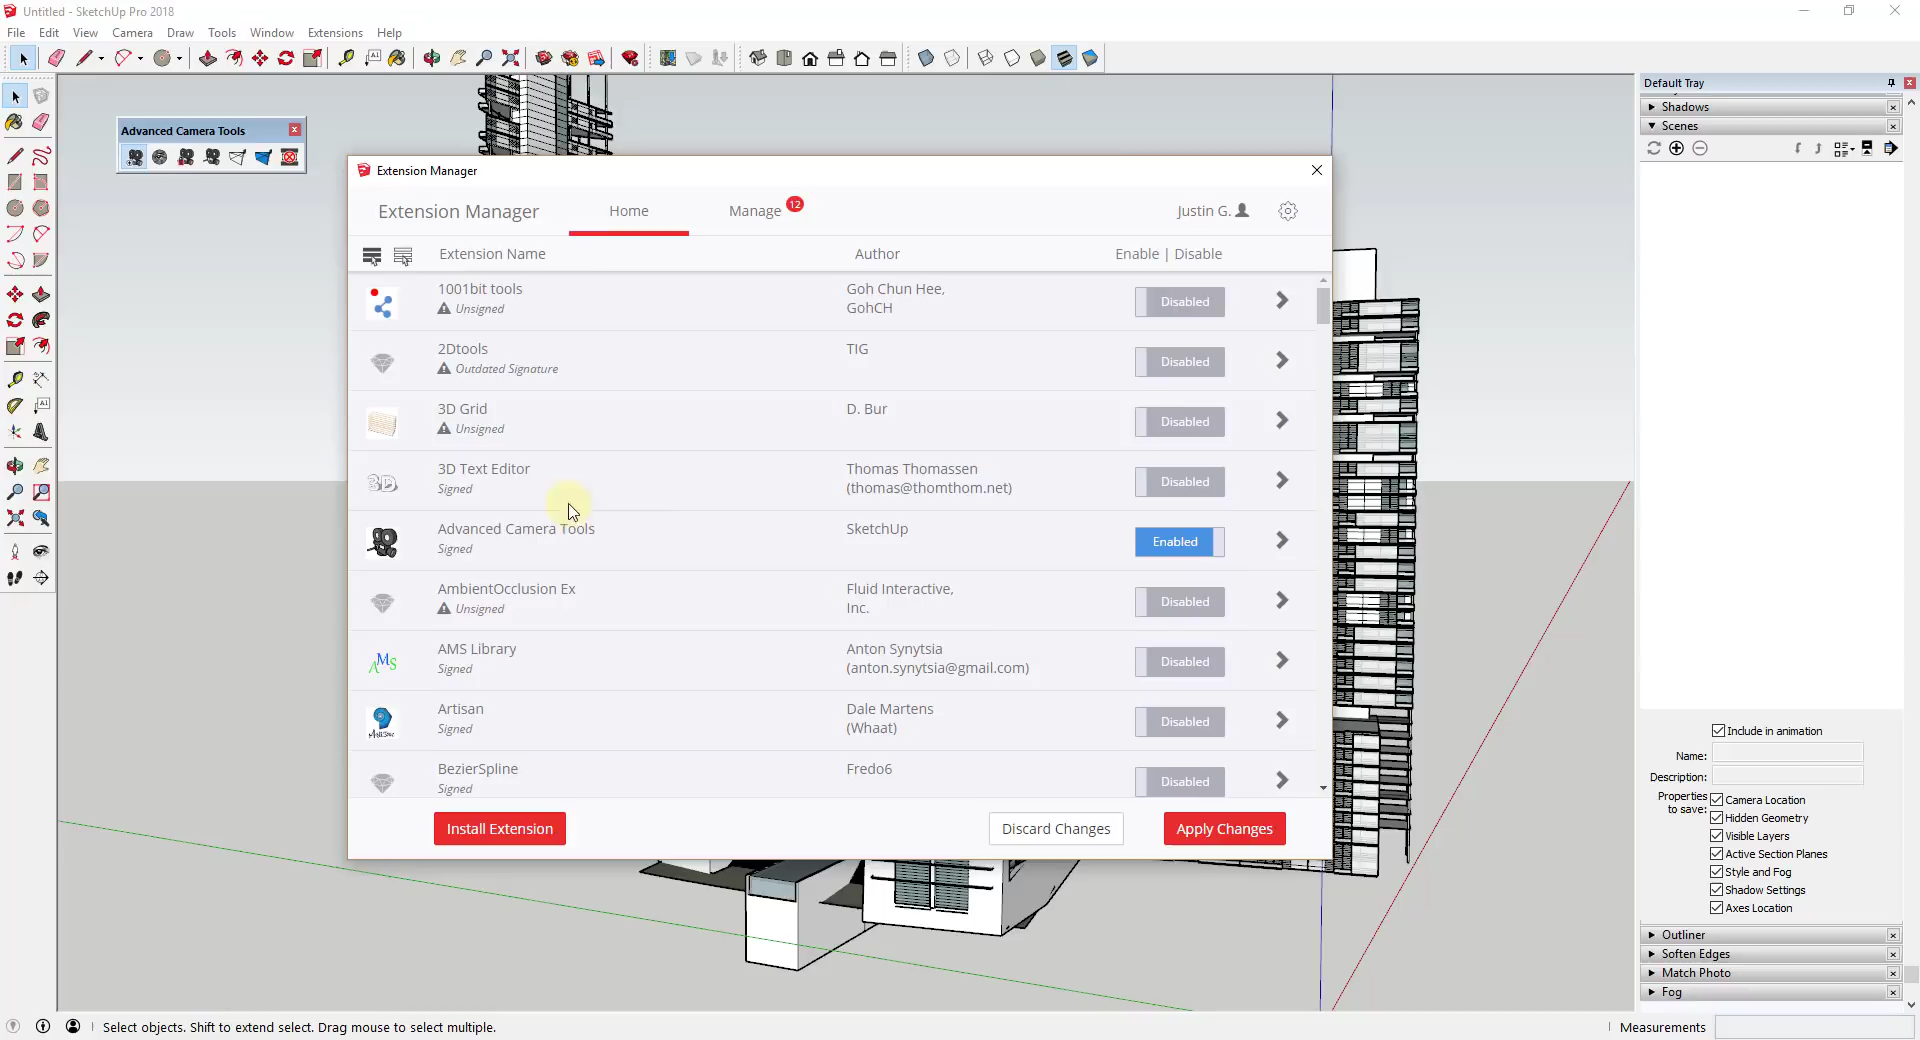 Untitled - SketchUp Pro 2018
File Edit View Camera Draw Tools Window Extensions Help
Advanced Camera Tools
Extension Manager
Extension Manager Home Manage 12 Justin G.
Extension Name Author Enable | Disable
1001bit tools
Unsigned
Goh Chun Hee,
GohCH
Disabled
2Dtools
Outdated Signature
TIG
Disabled
3D Grid
Unsigned
D. Bur
Disabled
3D
3D Text Editor
Signed
Thomas Thomassen
(thomas@thomthom.net)
Disabled
Advanced Camera Tools
Signed
SketchUp
Enabled
AmbientOcclusion Ex
Unsigned
Fluid Interactive,
Inc.
Disabled
AMS
AMS Library
Signed
Anton Synytsia
(anton.synytsia@gmail.com)
Disabled
Artisan
Artisan
Signed
Dale Martens
(Whaat)
Disabled
BezierSpline
Signed
Fredo6
Disabled
Install Extension Discard Changes Apply Changes
Default Tray
Shadows
Scenes
Include in animation
Name:
Description:
Properties
to save:
Camera Location
Hidden Geometry
Visible Layers
Active Section Planes
Style and Fog
Shadow Settings
Axes Location
Outliner
Soften Edges
Match Photo
Fog
Select objects. Shift to extend select. Drag mouse to select multiple.
Measurements